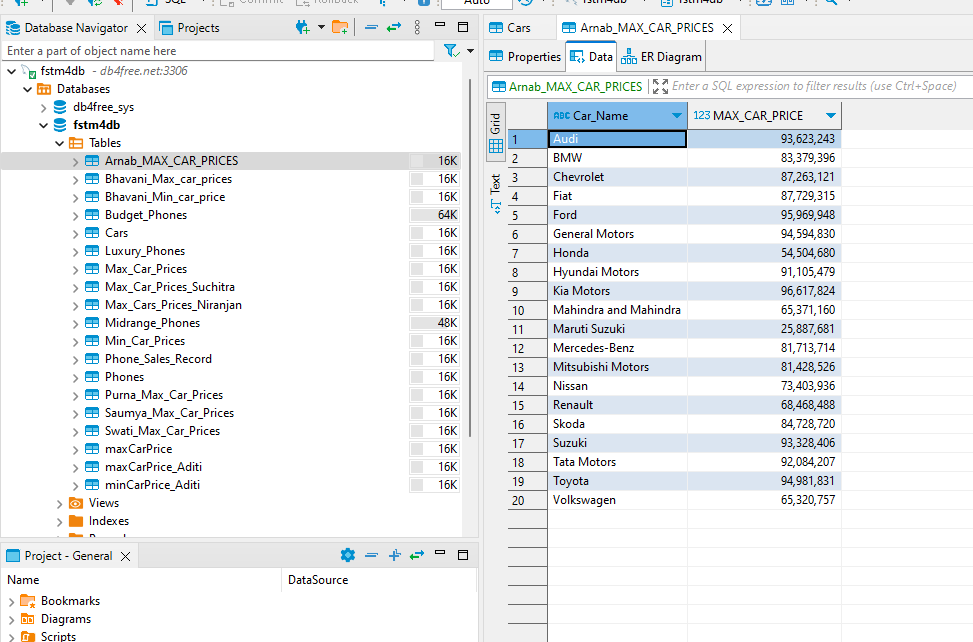 SQL
Commit
Rollback
Auto
fstm4db
fstm4db
Database Navigator
Projects
Enter a part of object name here
fstm4db - db4free.net:3306
Databases
db4free_sys
fstm4db
Tables
Arnab_MAX_CAR_PRICES 16K
Bhavani_Max_car_prices 16K
Bhavani_Min_car_price 16K
Budget_Phones 64K
Cars 16K
Luxury_Phones 16K
Max_Car_Prices 16K
Max_Car_Prices_Suchitra 16K
Max_Cars_Prices_Niranjan 16K
Midrange_Phones 48K
Min_Car_Prices 16K
Phone_Sales_Record 16K
Phones 16K
Purna_Max_Car_Prices 16K
Saumya_Max_Car_Prices 16K
Swati_Max_Car_Prices 16K
maxCarPrice 16K
maxCarPrice_Aditi 16K
minCarPrice_Aditi 16K
Views
Indexes
Project - General
Name DataSource
Bookmarks
Diagrams
Scripts
Cars
Arnab_MAX_CAR_PRICES
Properties Data ER Diagram
Arnab_MAX_CAR_PRICES Enter a SQL expression to filter results (use Ctrl+Space)
Grid
Text
ABC Car_Name 123 MAX_CAR_PRICE
1 Audi 93,623,243
2 BMW 83,379,396
3 Chevrolet 87,263,121
4 Fiat 87,729,315
5 Ford 95,969,948
6 General Motors 94,594,830
7 Honda 54,504,680
8 Hyundai Motors 91,105,479
9 Kia Motors 96,617,824
10 Mahindra and Mahindra 65,371,160
11 Maruti Suzuki 25,887,681
12 Mercedes-Benz 81,713,714
13 Mitsubishi Motors 81,428,526
14 Nissan 73,403,936
15 Renault 68,468,488
16 Skoda 84,728,720
17 Suzuki 93,328,406
18 Tata Motors 92,084,207
19 Toyota 94,981,831
20 Volkswagen 65,320,757